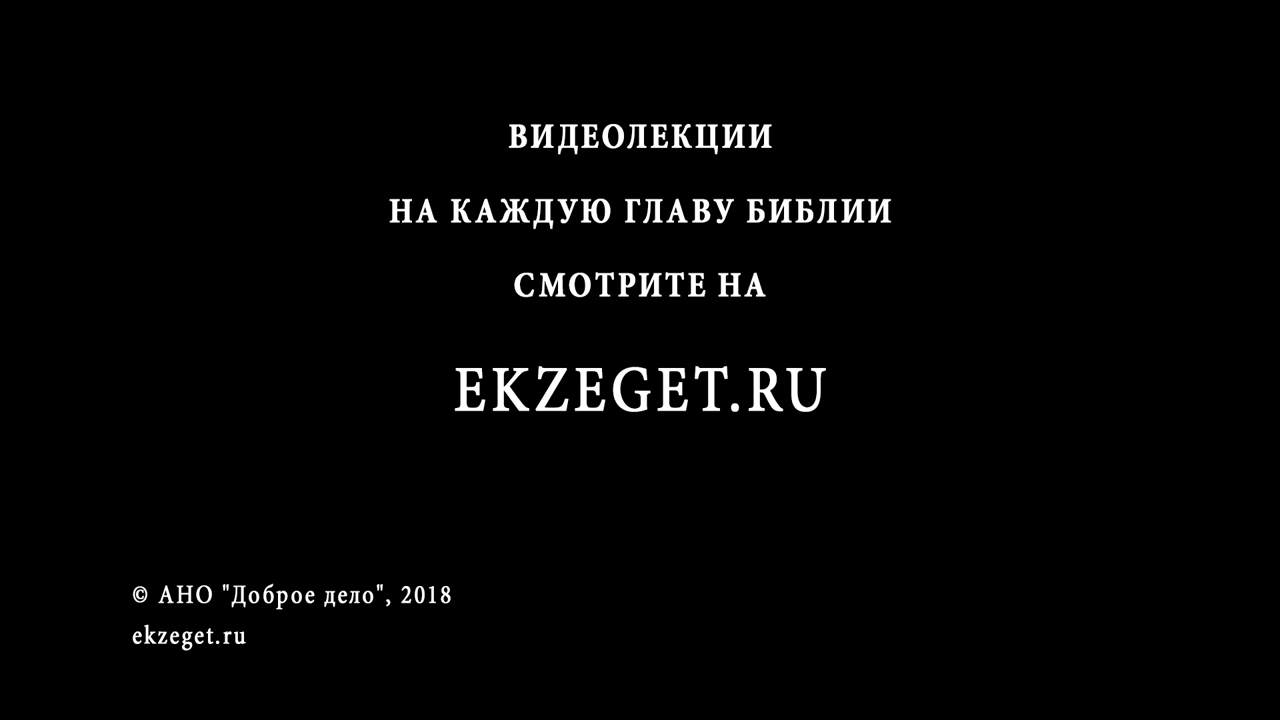 ВИДЕОЛЕКЦИИ
НА КАЖДУЮ ГЛАВУ БИБЛИИ
СМОТРИТЕ НА
EKZEGET.RU
© АНО "Доброе дело", 2018
ekzeget.ru